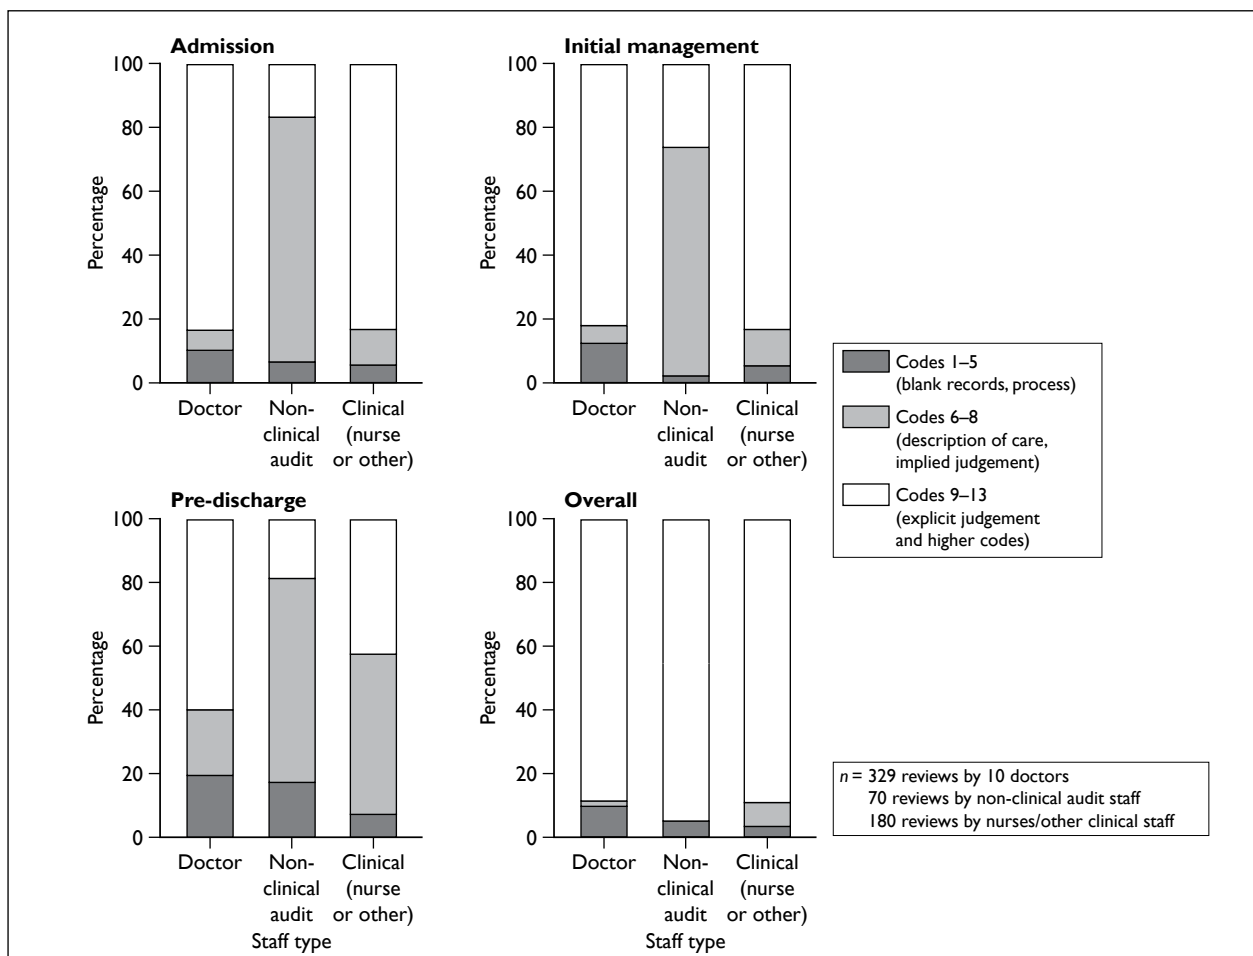 Admission
100
80
60
40
20
0
Percentage
Doctor
Non-
clinical
audit
Clinical
(nurse
or other)
Initial management
100
80
60
40
20
0
Percentage
Doctor
Non-
clinical
audit
Clinical
(nurse
or other)
Codes 1–5
(blank records, process)
Codes 6–8
(description of care,
implied judgement)
Codes 9–13
(explicit judgement
and higher codes)
Pre-discharge
100
80
60
40
20
0
Percentage
Doctor
Non-
clinical
audit
Clinical
(nurse
or other)
Staff type
Overall
100
80
60
40
20
0
Percentage
Doctor
Non-
clinical
audit
Clinical
(nurse
or other)
Staff type
n = 329 reviews by 10 doctors
70 reviews by non-clinical audit staff
180 reviews by nurses/other clinical staff